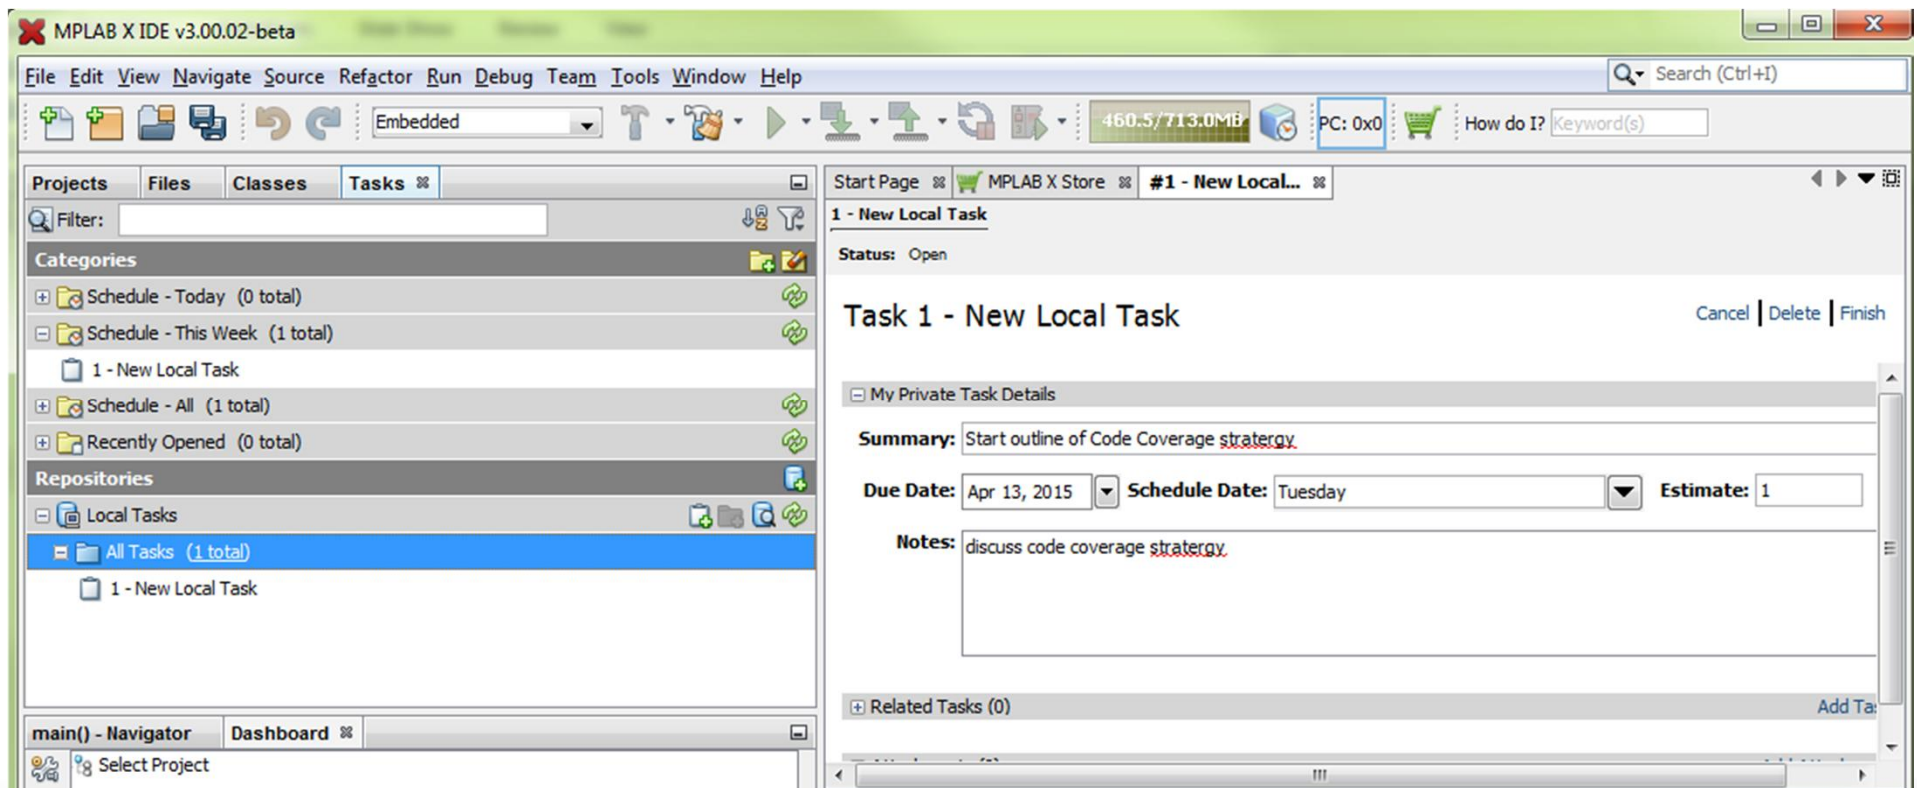 MPLAB X IDE v3.00.02-beta
File Edit View Navigate Source Refactor Run Debug Team Tools Window Help
Search (Ctrl+I)
Embedded
460.5/713.0MB
PC: 0x0
How do I? Keyword(s)
Projects Files Classes Tasks
Filter:
Categories
Schedule - Today (0 total)
Schedule - This Week (1 total)
1 - New Local Task
Schedule - All (1 total)
Recently Opened (0 total)
Repositories
Local Tasks
All Tasks (1 total)
1 - New Local Task
main() - Navigator Dashboard
Select Project
Start Page MPLAB X Store #1 - New Local...
1 - New Local Task
Status: Open
Task 1 - New Local Task
Cancel | Delete | Finish
My Private Task Details
Summary: Start outline of Code Coverage stratergy
Due Date: Apr 13, 2015 Schedule Date: Tuesday Estimate: 1
Notes: discuss code coverage stratergy
Related Tasks (0)
Add Ta